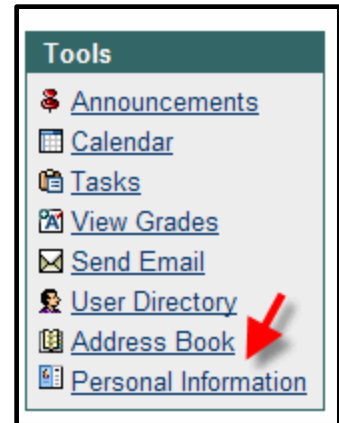 Tools
Announcements
Calendar
Tasks
View Grades
Send Email
User Directory
Address Book
Personal Information